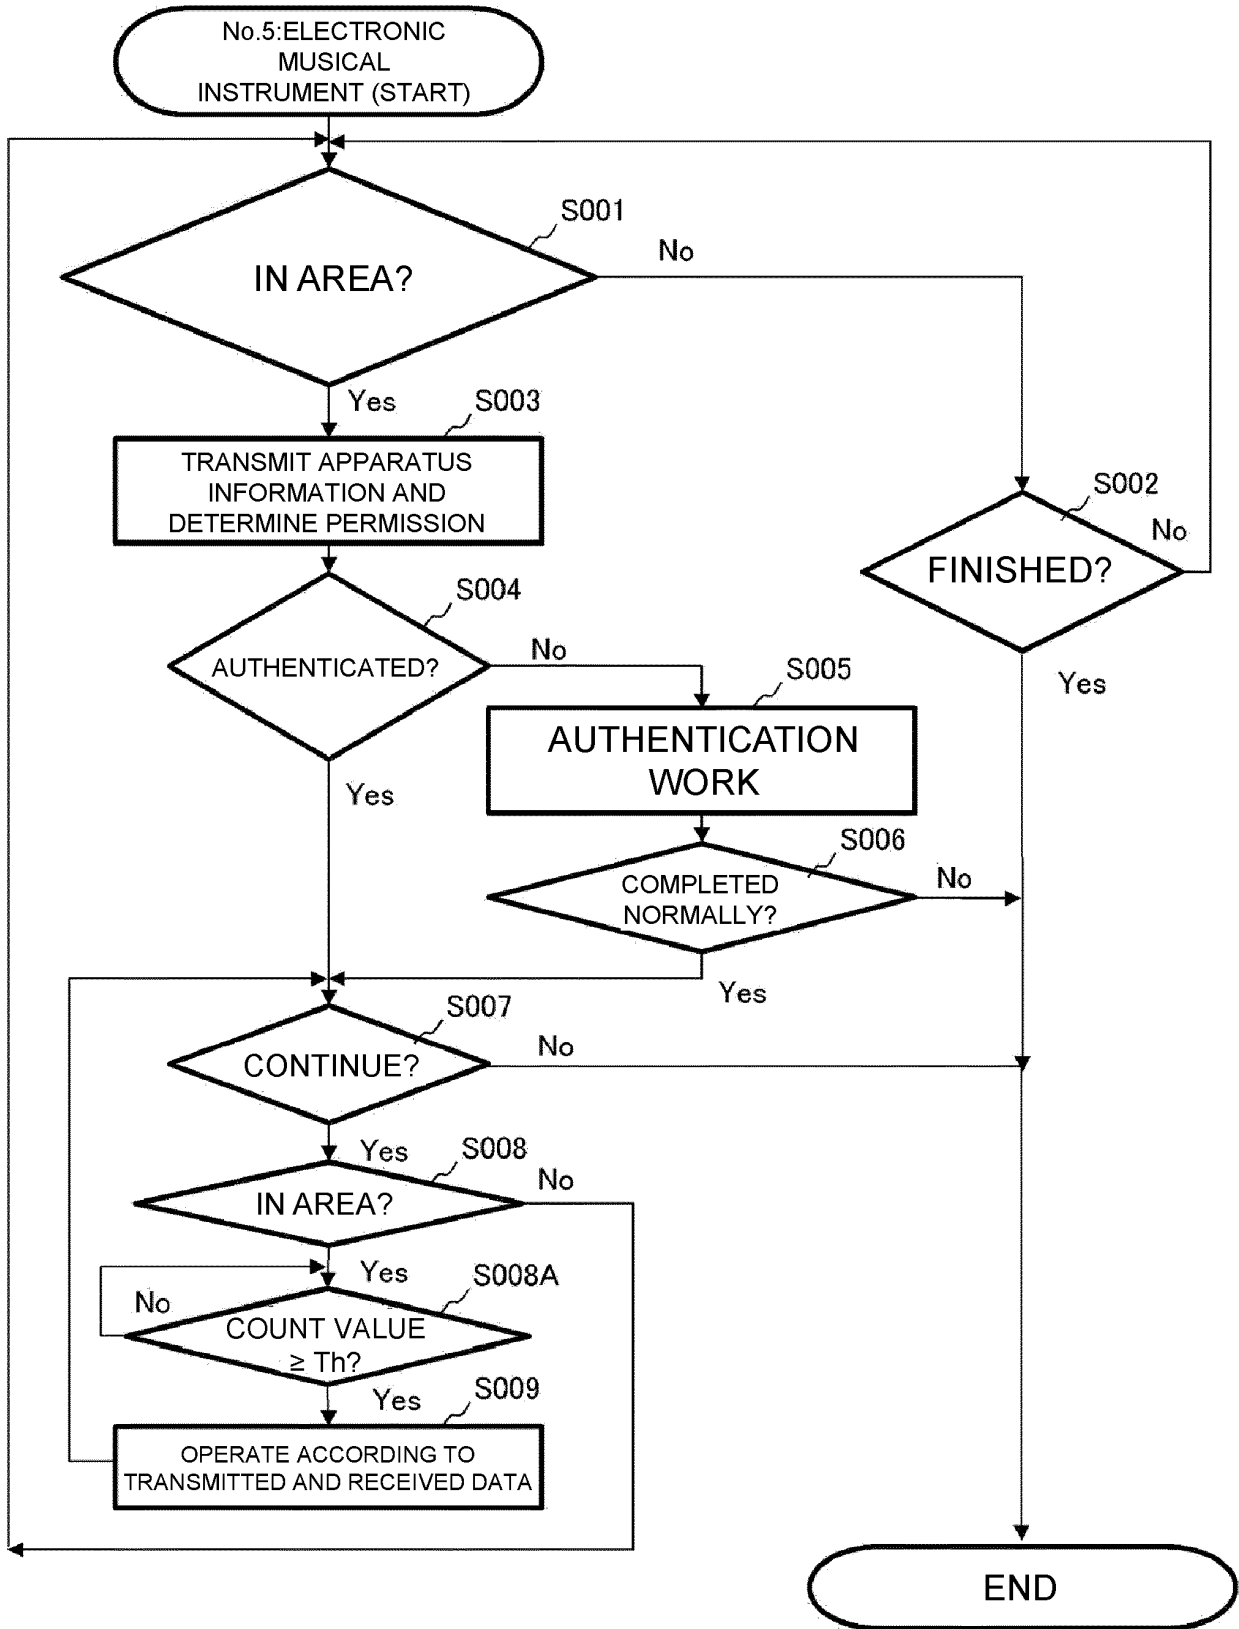 No.5:ELECTRONIC
MUSICAL
INSTRUMENT (START)
S001
No
IN AREA?
Yes
S003
TRANSMIT APPARATUS
INFORMATION AND
DETERMINE PERMISSION
S002
No
FINISHED?
Yes
S004
No
AUTHENTICATED?
Yes
S005
AUTHENTICATION
WORK
S006
No
COMPLETED
NORMALLY?
Yes
S007
No
CONTINUE?
Yes
S008
No
IN AREA?
Yes
S008A
No
COUNT VALUE
≥ Th?
Yes
S009
OPERATE ACCORDING TO
TRANSMITTED AND RECEIVED DATA
END